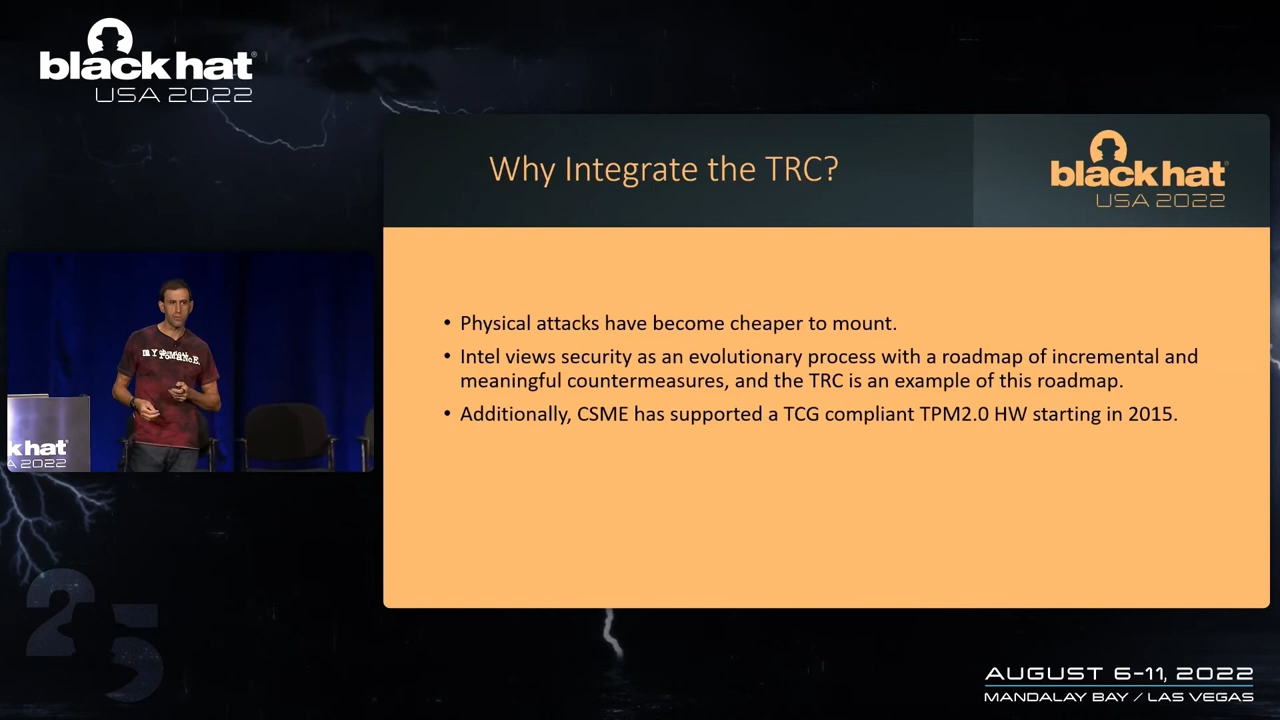 black hat®
USA 2022
Why Integrate the TRC?
black hat®
USA 2022
• Physical attacks have become cheaper to mount.
• Intel views security as an evolutionary process with a roadmap of incremental and
meaningful countermeasures, and the TRC is an example of this roadmap.
• Additionally, CSME has supported a TCG compliant TPM2.0 HW starting in 2015.
k hat
A 2022
25
AUGUST 6-11, 2022
MANDALAY BAY / LAS VEGAS